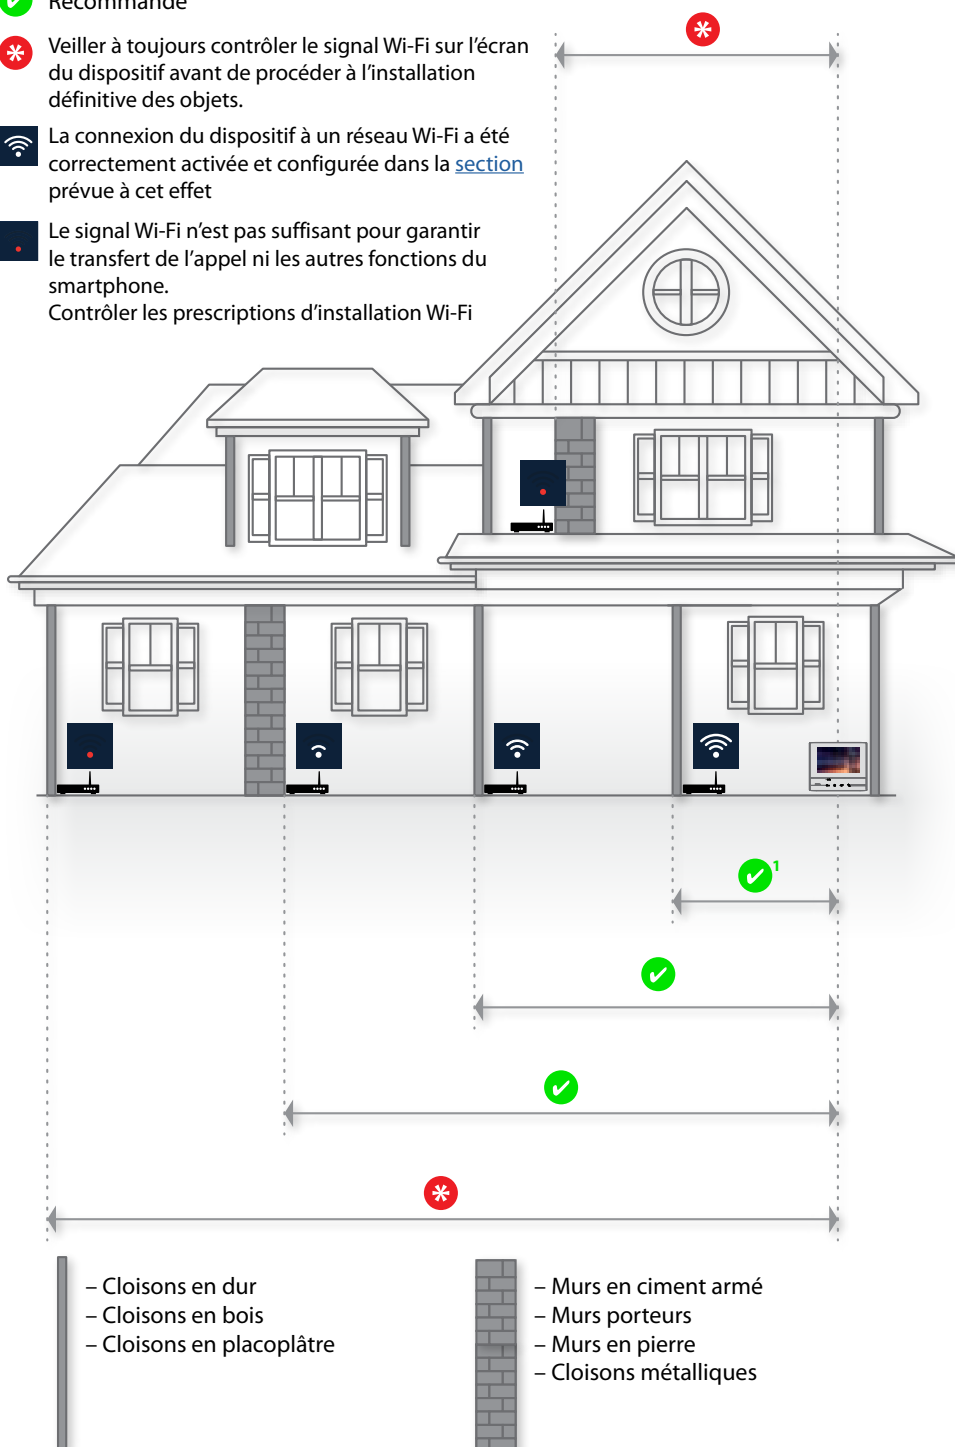 Recommandé
Veiller à toujours contrôler le signal Wi-Fi sur l’écran
du dispositif avant de procéder à l’installation
définitive des objets.
La connexion du dispositif à un réseau Wi-Fi a été
correctement activée et configurée dans la section
prévue à cet effet
Le signal Wi-Fi n’est pas suffisant pour garantir
le transfert de l’appel ni les autres fonctions du
smartphone.
Contrôler les prescriptions d’installation Wi-Fi
1
– Cloisons en dur
– Cloisons en bois
– Cloisons en placoplâtre
– Murs en ciment armé
– Murs porteurs
– Murs en pierre
– Cloisons métalliques